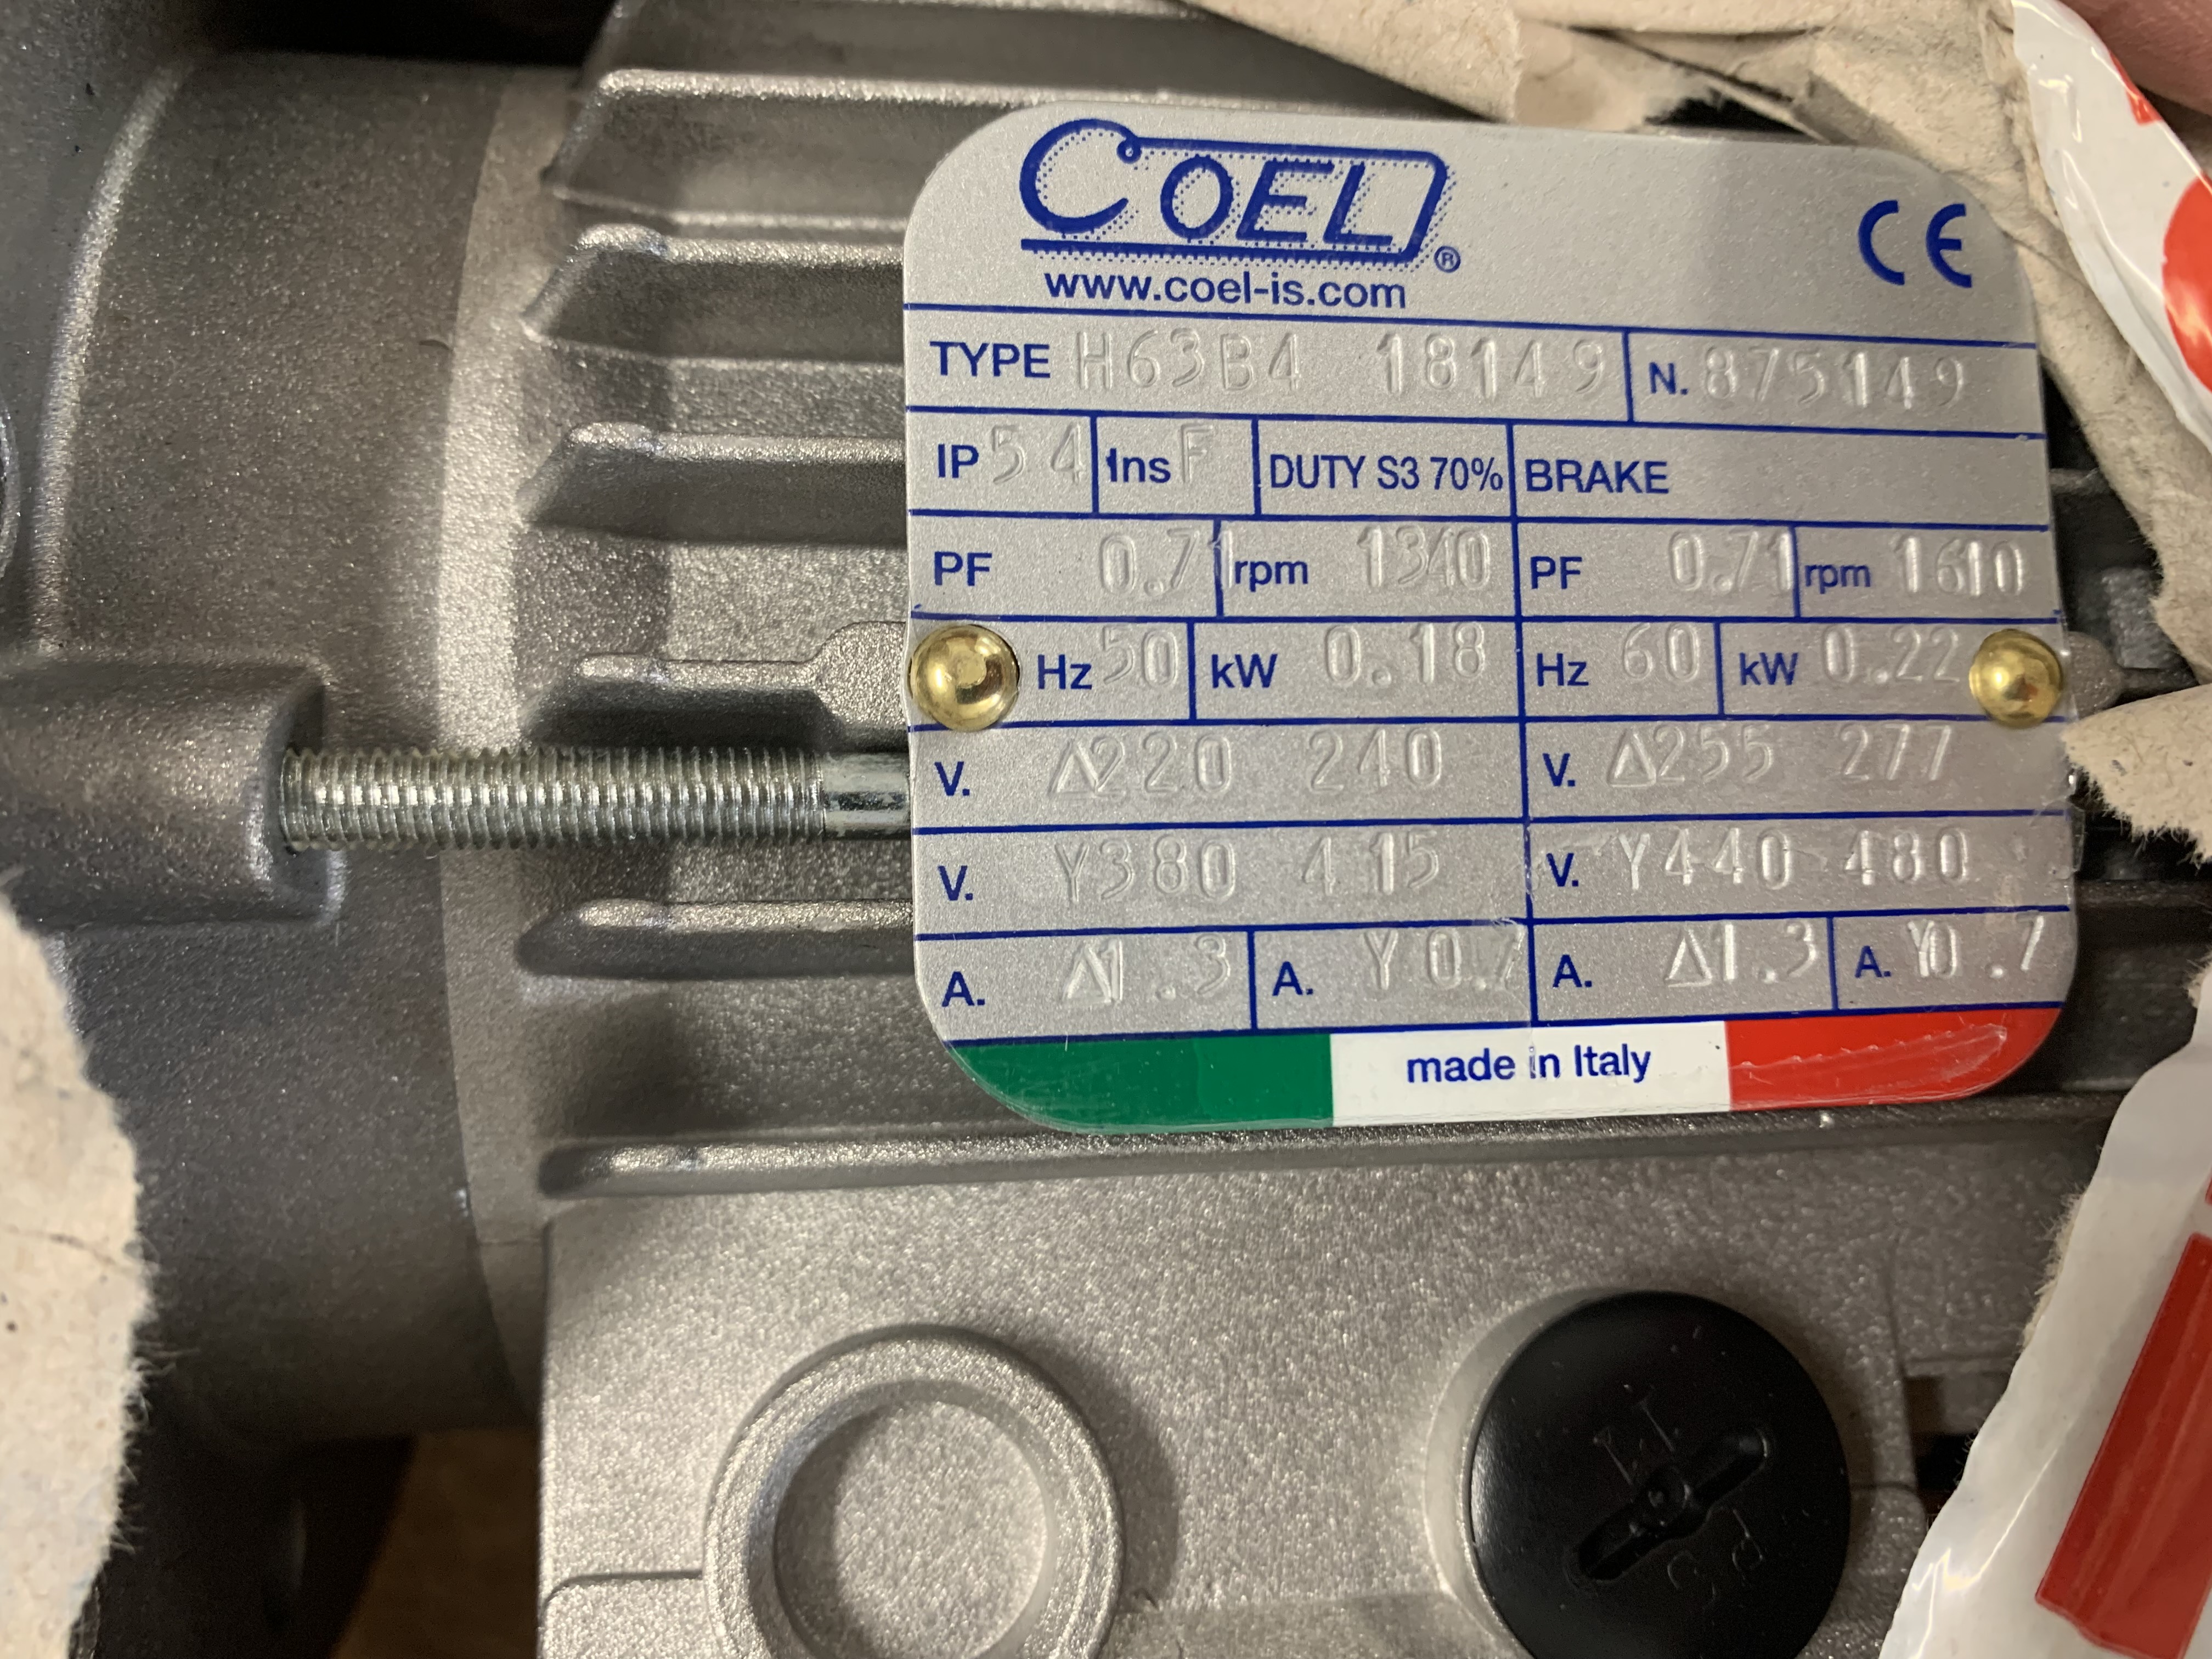 COEL®
www.coel-is.com
CE
TYPE H63B4 18149 N. 875149
IP 54 Ins F DUTY S3 70% BRAKE
PF 0.71 rpm 1340 PF 0.71 rpm 1610
Hz 50 kW 0.18 Hz 60 kW 0.22
V. Δ220 240 V. Δ255 277
V. Y380 415 V. Y440 480
A. Δ1.3 A. Y0.7 A. Δ1.3 A. Y0.7
made in Italy